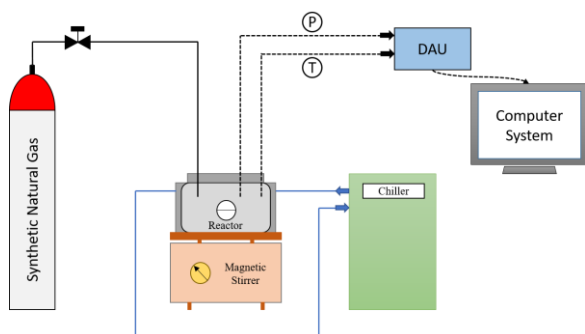 P
T
DAU
Computer
System
Synthetic Natural Gas
Chiller
Reactor
Magnetic
Stirrer